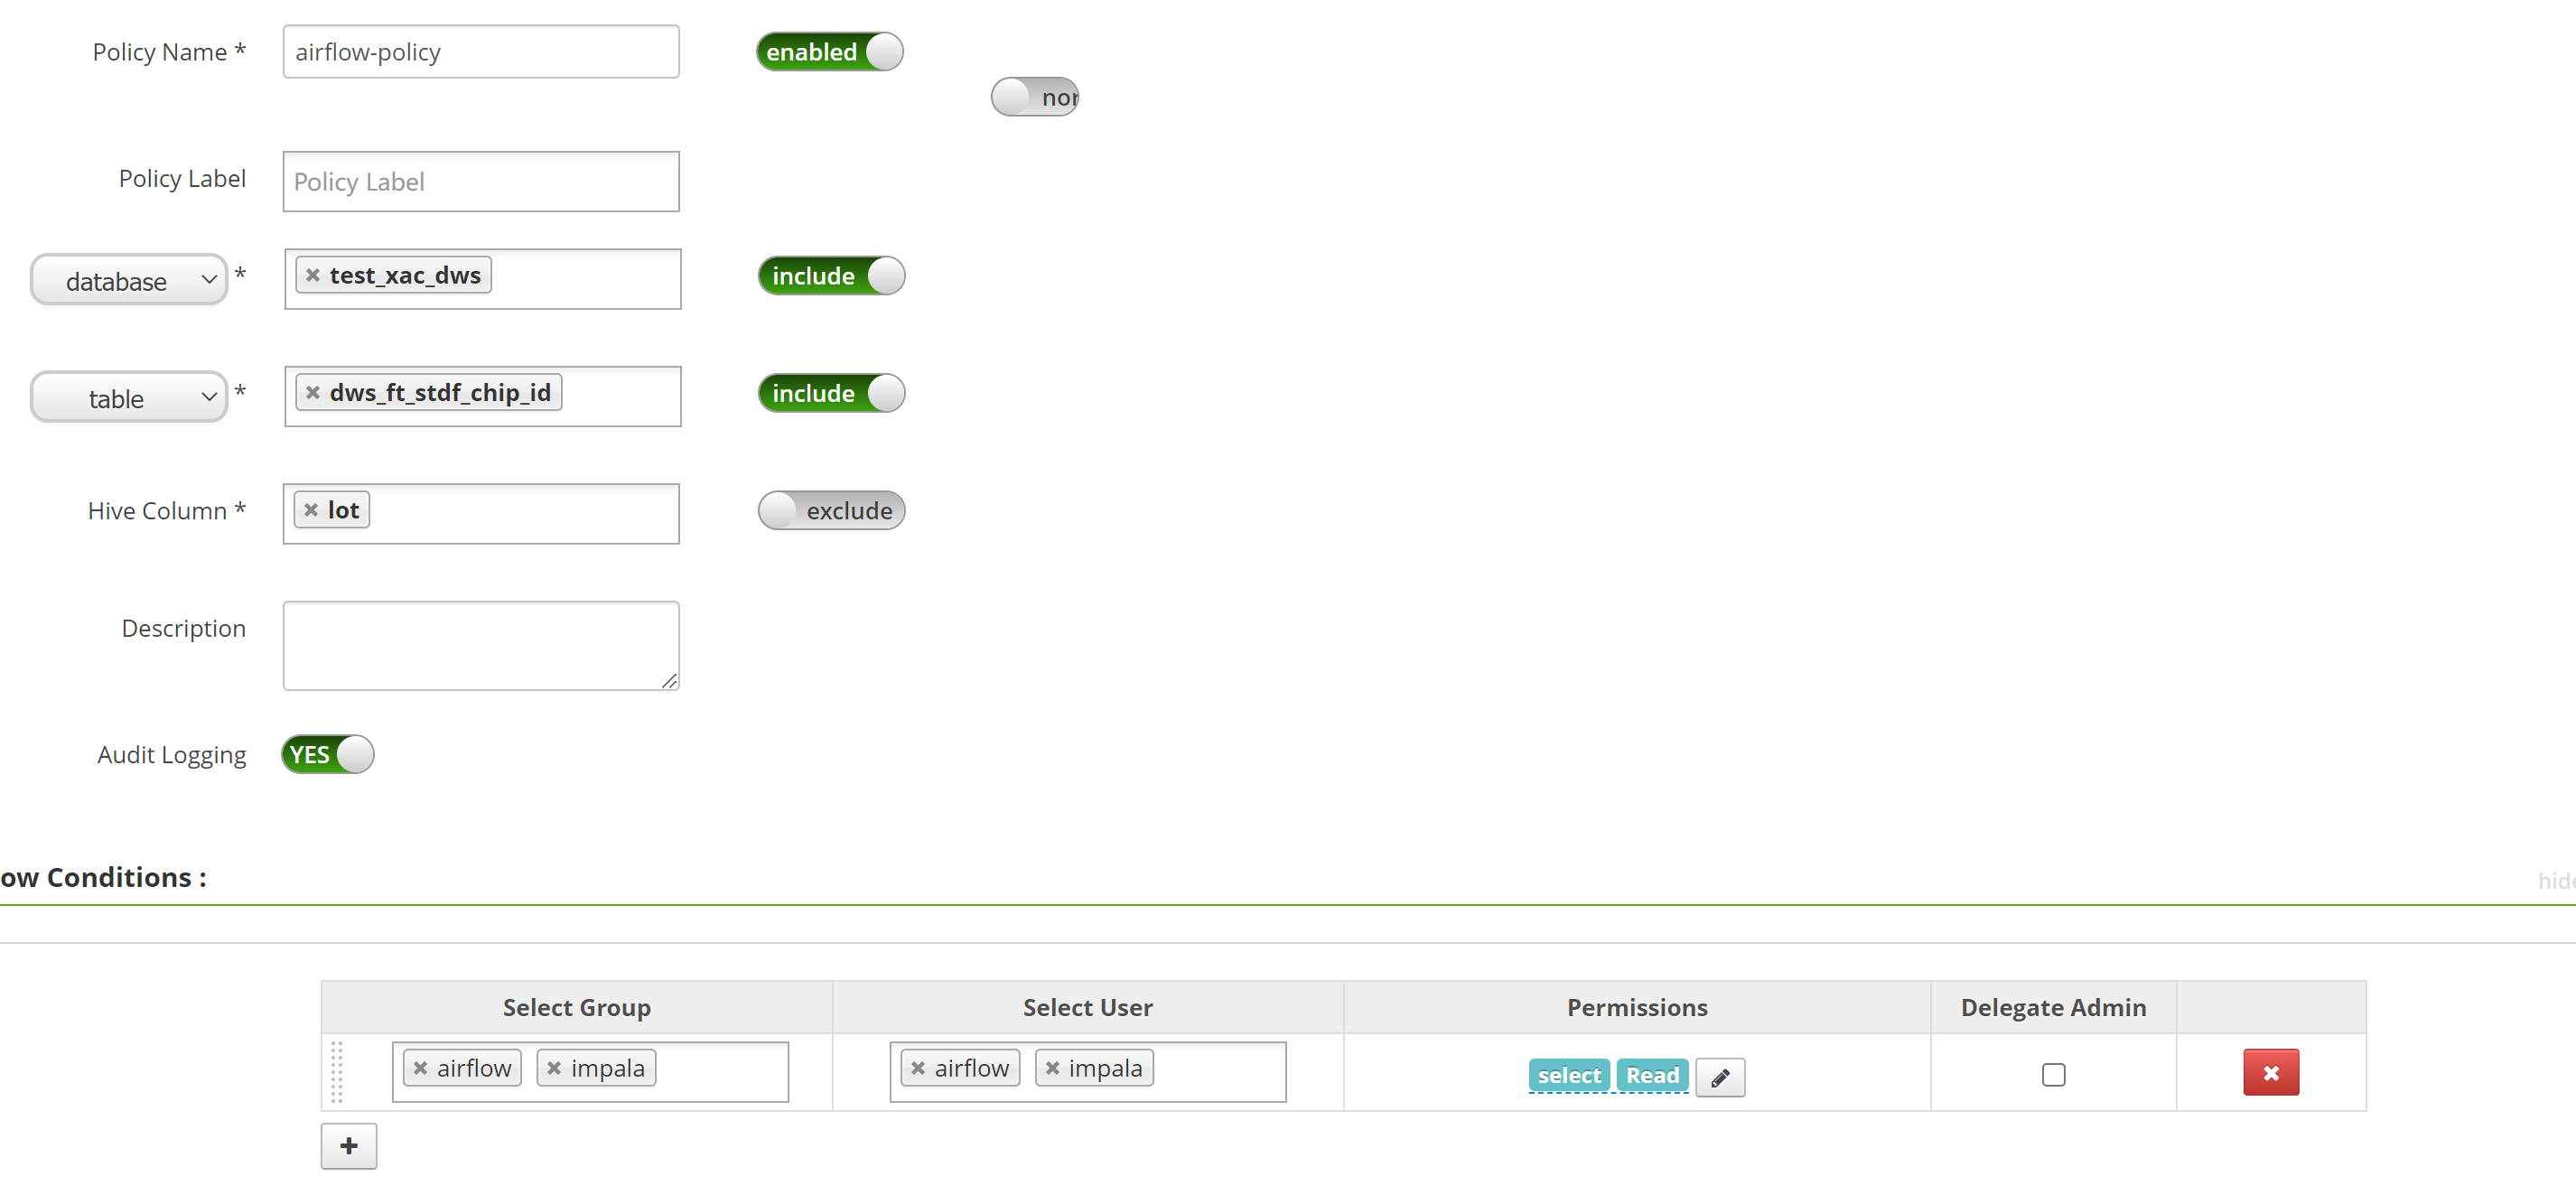 Policy Name * airflow-policy enabled
nor
Policy Label Policy Label
database * test_xac_dws include
table * dws_ft_stdf_chip_id include
Hive Column * lot exclude
Description
Audit Logging YES
ow Conditions : hide
Select Group Select User Permissions Delegate Admin
airflow impala airflow impala select Read